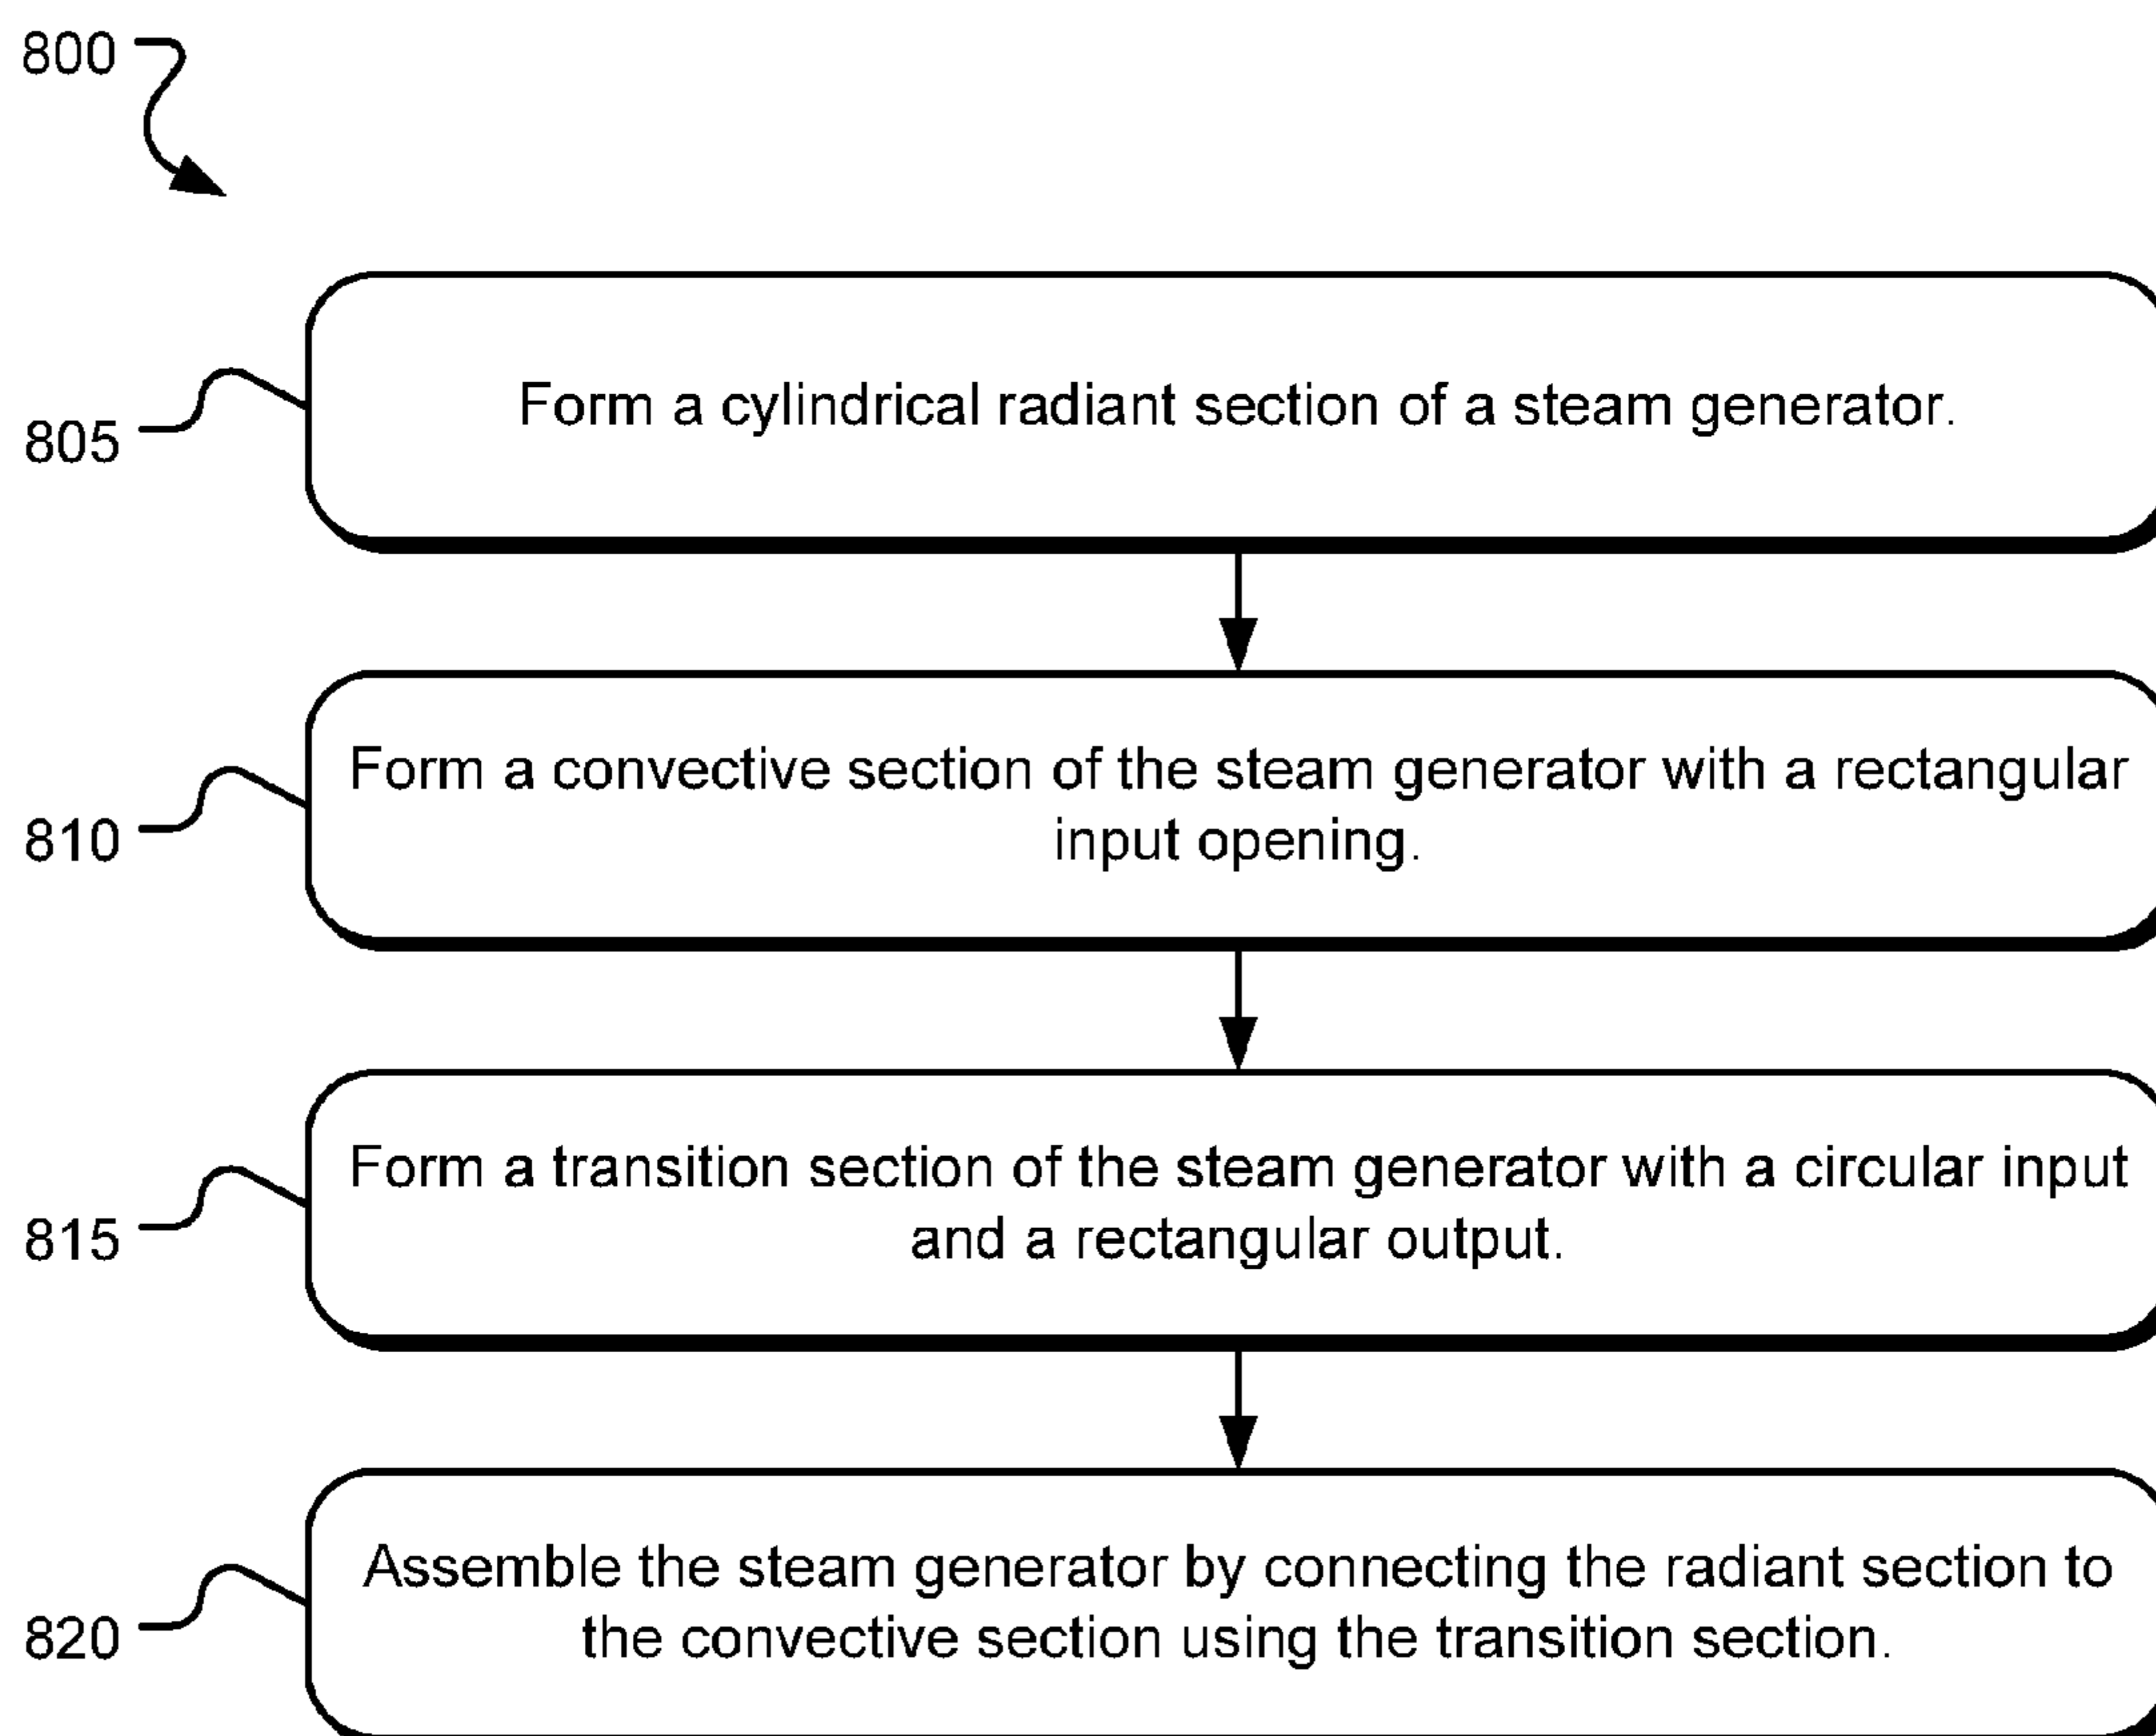 800
805
Form a cylindrical radiant section of a steam generator.
810
Form a convective section of the steam generator with a rectangular
input opening.
815
Form a transition section of the steam generator with a circular input
and a rectangular output.
820
Assemble the steam generator by connecting the radiant section to
the convective section using the transition section.